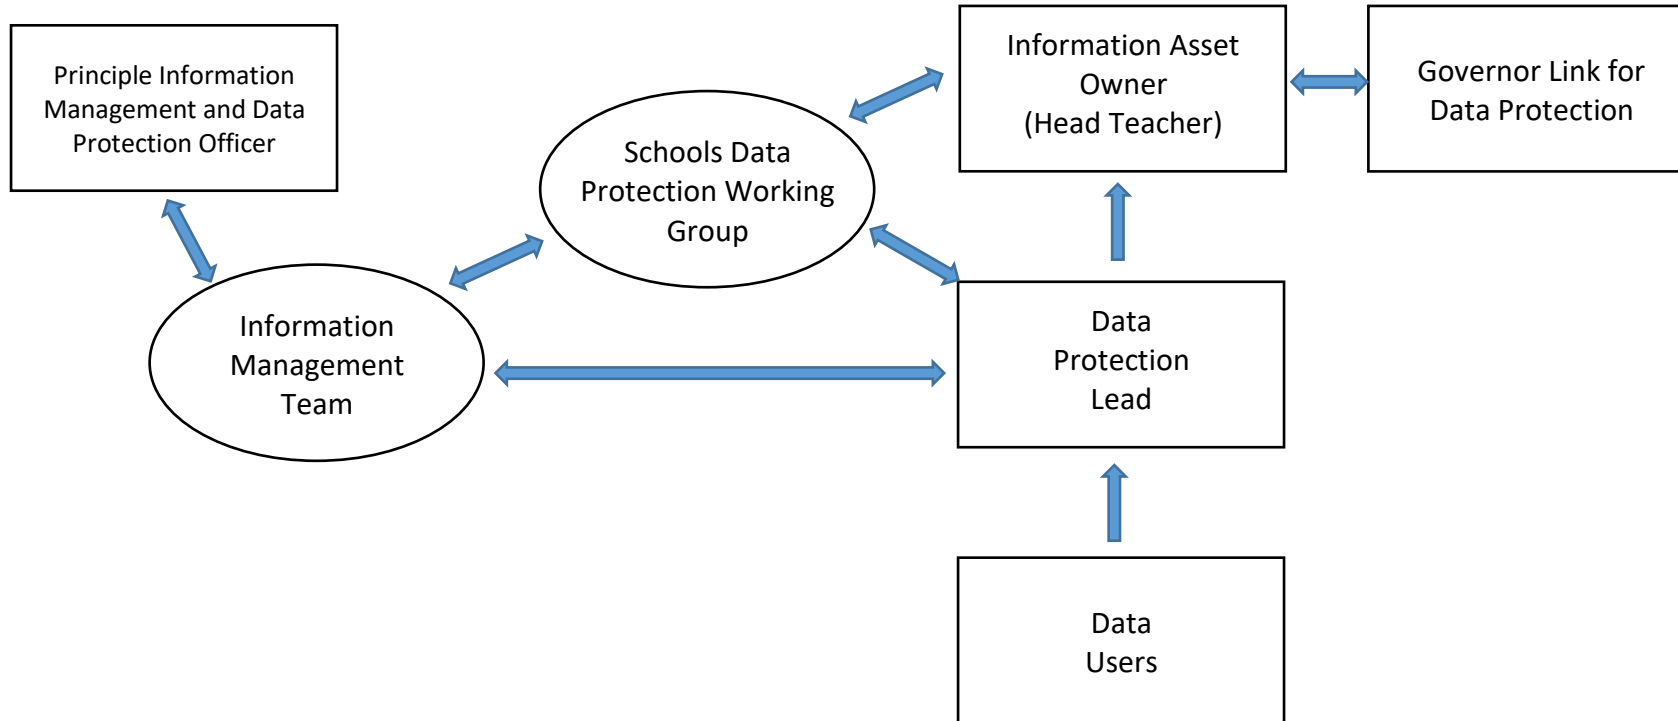 Principle Information
Management and Data
Protection Officer
Schools Data
Protection Working
Group
Information Asset
Owner
(Head Teacher)
Governor Link for
Data Protection
Information
Management
Team
Data
Protection
Lead
Data
Users